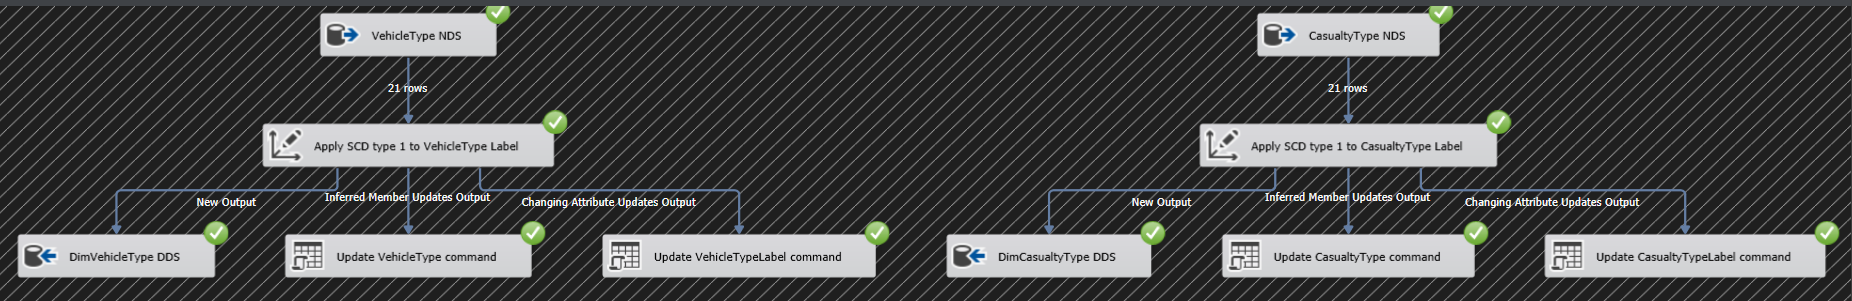 VehicleType NDS
CasualtyType NDS
21 rows
21 rows
Apply SCD type 1 to VehicleType Label
Apply SCD type 1 to CasualtyType Label
New Output
Inferred Member Updates Output
Changing Attribute Updates Output
New Output
Inferred Member Updates Output
Changing Attribute Updates Output
DimVehicleType DDS
Update VehicleType command
Update VehicleTypeLabel command
DimCasualtyType DDS
Update CasualtyType command
Update CasualtyTypeLabel command